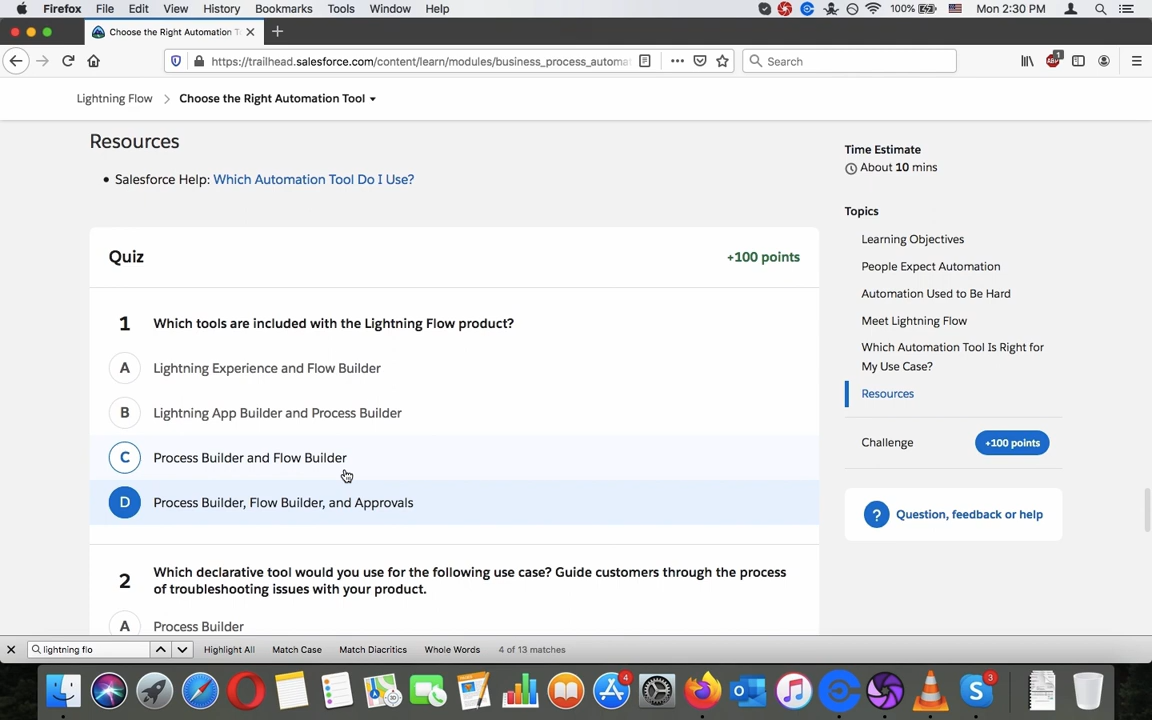 Firefox File Edit View History Bookmarks Tools Window Help 100% Mon 2:30 PM
Choose the Right Automation T
https://trailhead.salesforce.com/content/learn/modules/business_process_automa Search
ABP 1
Lightning Flow > Choose the Right Automation Tool
Resources
• Salesforce Help: Which Automation Tool Do I Use?
Quiz +100 points
1 Which tools are included with the Lightning Flow product?
A Lightning Experience and Flow Builder
B Lightning App Builder and Process Builder
C Process Builder and Flow Builder
D Process Builder, Flow Builder, and Approvals
2 Which declarative tool would you use for the following use case? Guide customers through the process
of troubleshooting issues with your product.
A Process Builder
Time Estimate
About 10 mins
Topics
Learning Objectives
People Expect Automation
Automation Used to Be Hard
Meet Lightning Flow
Which Automation Tool Is Right for
My Use Case?
Resources
Challenge +100 points
? Question, feedback or help
lightning flo Highlight All Match Case Match Diacritics Whole Words 4 of 13 matches
4 3